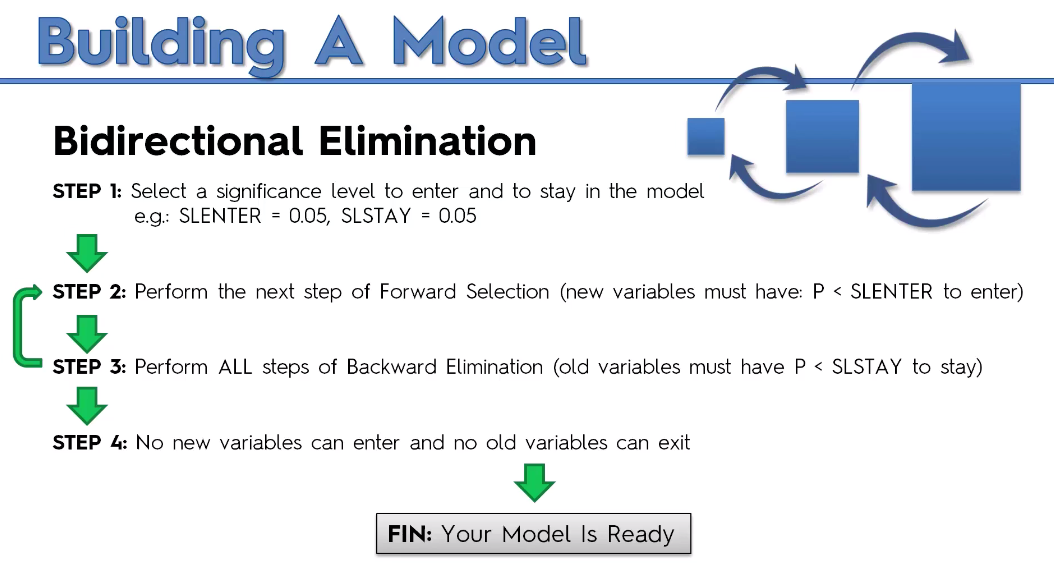 Building A Model
Bidirectional Elimination
STEP 1: Select a significance level to enter and to stay in the model
e.g.: SLENTER = 0.05, SLSTAY = 0.05
STEP 2: Perform the next step of Forward Selection (new variables must have: P < SLENTER to enter)
STEP 3: Perform ALL steps of Backward Elimination (old variables must have P < SLSTAY to stay)
STEP 4: No new variables can enter and no old variables can exit
FIN: Your Model Is Ready